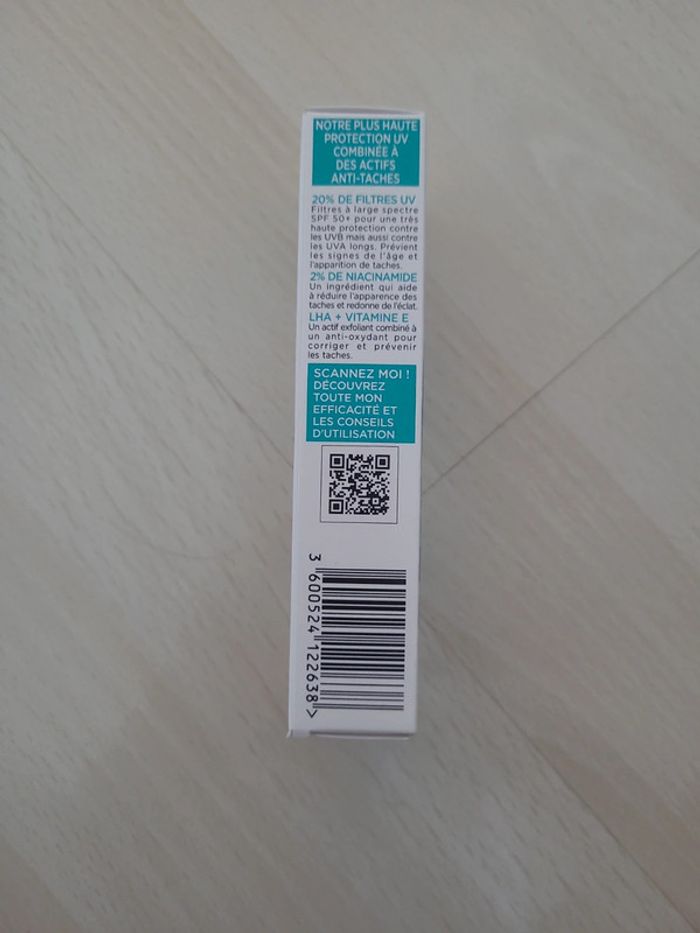 NOTRE PLUS HAUTE
PROTECTION UV
COMBINÉE À
DES ACTIFS
ANTI-TACHES
20% DE FILTRES UV
Filtres à large spectre
SPF 50+ pour une très
haute protection contre
les UVB mais aussi contre
les UVA longs. Prévient
les signes de l'âge et
l'apparition de taches.
2% DE NIACINAMIDE
Un ingrédient qui aide
à réduire l'apparence des
taches et redonne de l'éclat.
LHA + VITAMINE E
Un actif exfoliant combiné à
un anti-oxydant pour
corriger et prévenir
les taches.
SCANNEZ MOI !
DÉCOUVREZ
TOUTE MON
EFFICACITÉ ET
LES CONSEILS
D'UTILISATION
3 600524 122638 >